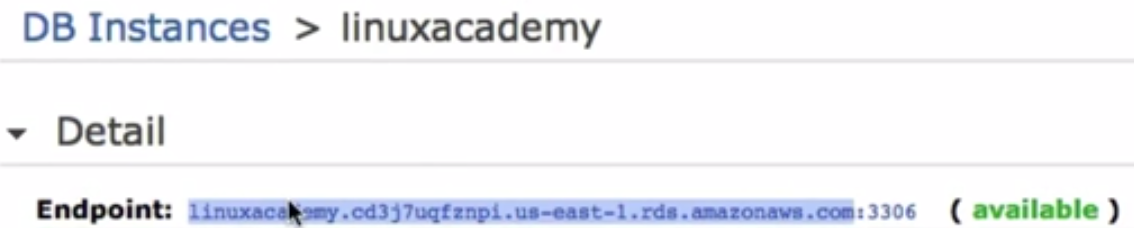 DB Instances > linuxacademy
Detail
Endpoint: linuxacademy.cd3j7uqfznpi.us-east-1.rds.amazonaws.com:3306 ( available )